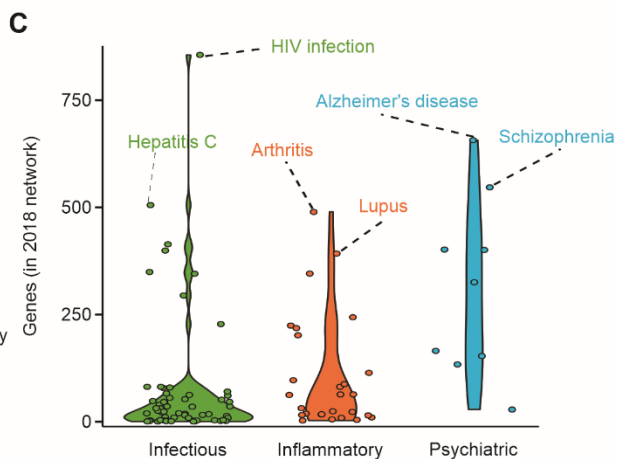 C
HIV infection
Alzheimer's disease
Schizophrenia
Hepatitis C
Arthritis
Lupus
Genes (in 2018 network)
750
500
250
0
y
Infectious
Inflammatory
Psychiatric